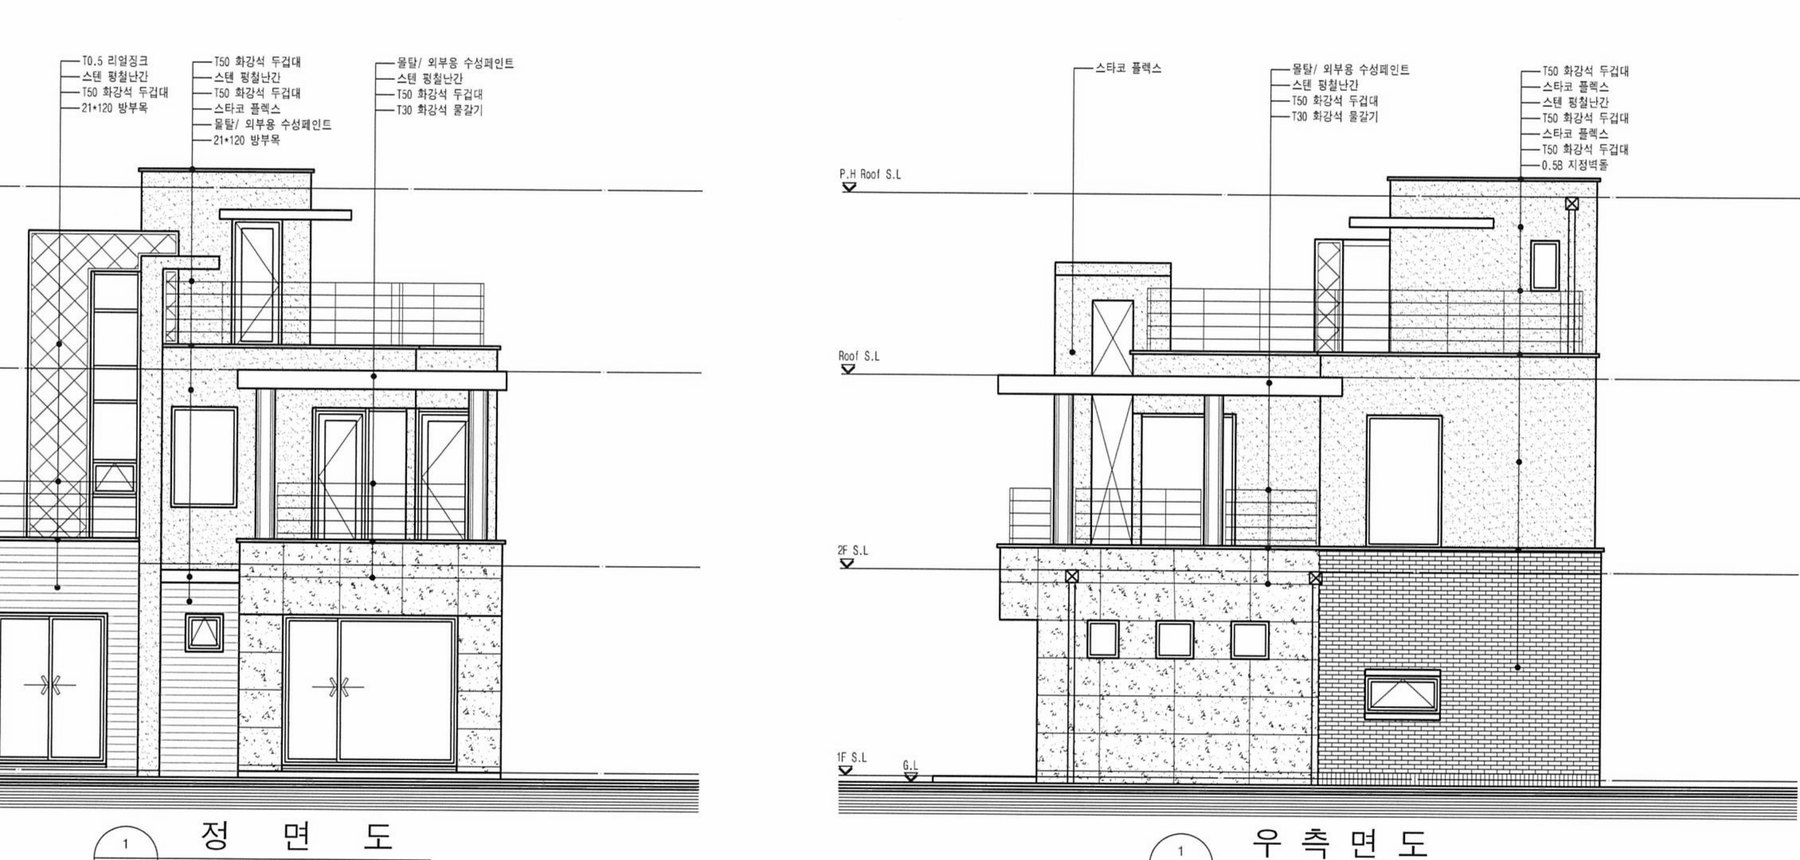 T0.5 리얼징크
스텐 평철난간
T50 화강석 두겁대
21*120 방부목
T50 화강석 두겁대
스텐 평철난간
T50 화강석 두겁대
스타코 플렉스
몰탈/ 외부용 수성페인트
21*120 방부목
몰탈/ 외부용 수성페인트
스텐 평철난간
T50 화강석 두겁대
T30 화강석 물갈기
1
정 면 도
스타코 플렉스
몰탈/ 외부용 수성페인트
스텐 평철난간
T50 화강석 두겁대
T30 화강석 물갈기
T50 화강석 두겁대
스타코 플렉스
스텐 평철난간
T50 화강석 두겁대
스타코 플렉스
T50 화강석 두겁대
0.5B 지정벽돌
P.H Roof S.L
Roof S.L
2F S.L
1F S.L
G.L
1
우 측 면 도